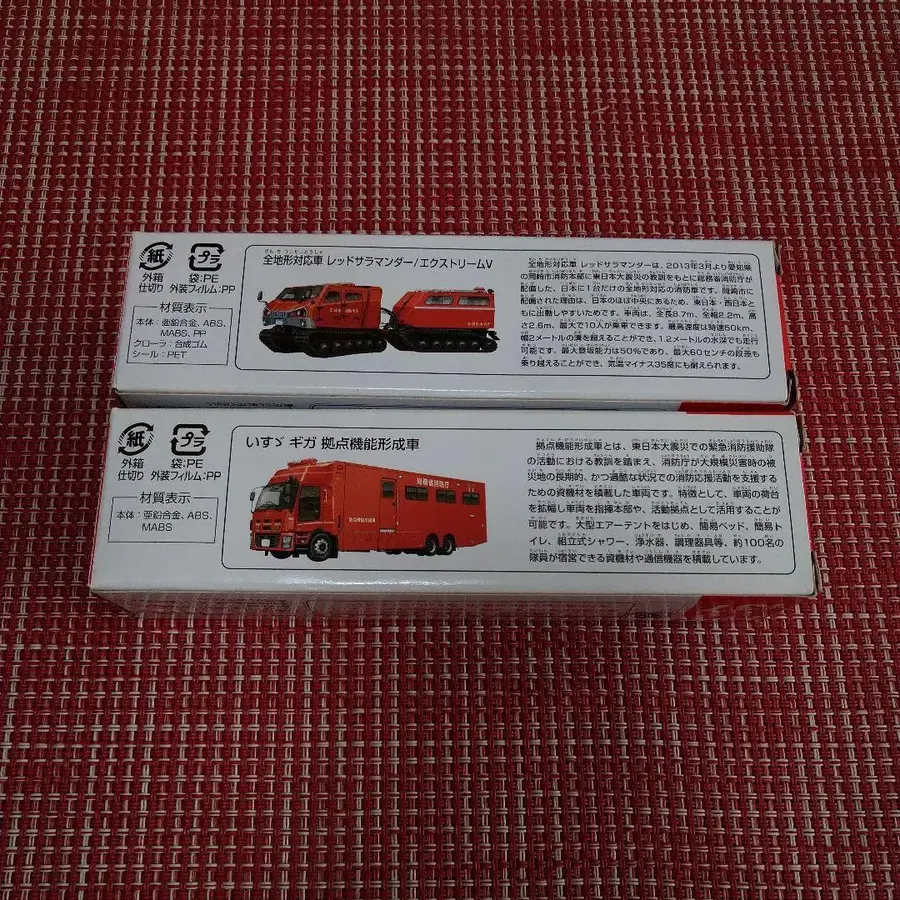 紙
プラ
外箱
仕切り
袋:PE
外装フィルム:PP
材質表示
本体:亜鉛合金、ABS、
MABS、PP
クローラ:合成ゴム
シール:PET
全地形対応車 レッドサラマンダー/エクストリームV
全地形対応車 レッドサラマンダーは、2013年3月より愛知県
の岡崎市消防本部に東日本大震災の教訓をもとに総務省消防庁が
配備した、日本に1台だけの全地形対応の消防車です。岡崎市に
配備された理由は、日本のほぼ中央にあるため、東日本・西日本と
もに出動しやすいためです。車両は、全長8.7m、全幅2.2m、高
さ2.6m、最大で10人が乗車できます。最高速度は時速50km、
幅2メートルの溝を超えることができ、1.2メートルの水深でも走行
可能です。最大登坂能力は50%であり、最大60センチの段差も
乗り越えることができ、気温マイナス35度にも耐えられます。
紙
プラ
外箱
仕切り
袋:PE
外装フィルム:PP
材質表示
本体:亜鉛合金、ABS、
MABS
いすゞ ギガ 拠点機能形成車
総務省消防庁
拠点機能形成車
拠点機能形成車とは、東日本大震災での緊急消防援助隊
の活動における教訓を踏まえ、消防庁が大規模災害時の被
災地の長期的、かつ過酷な状況での消防応援活動を支援す
るための資機材を積載した車両です。特徴として、車両の荷台
を拡幅し車両を指揮本部や、活動拠点として活用することが
可能です。大型エアーテントをはじめ、簡易ベッド、簡易ト
イレ、組立式シャワー、浄水器、調理器具等、約100名の
隊員が宿営できる資機材や通信機器を積載しています。